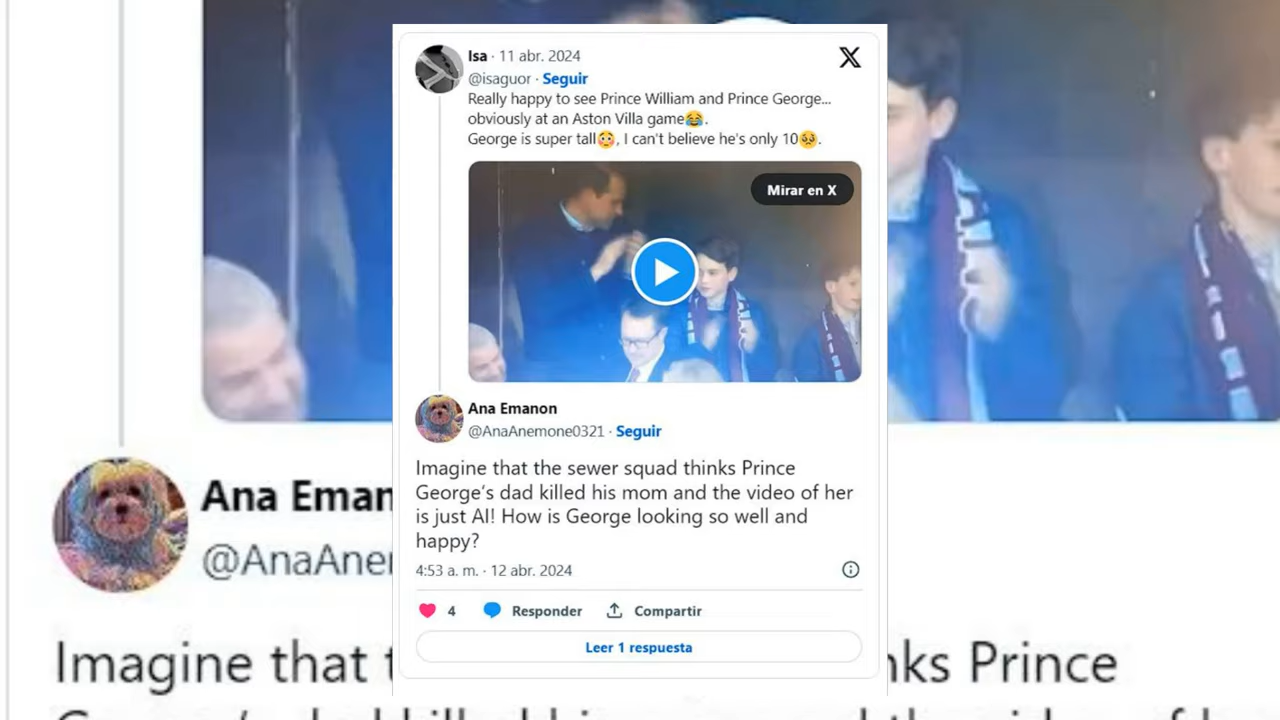 Isa · 11 abr. 2024
@isaguor · Seguir
Really happy to see Prince William and Prince George...
obviously at an Aston Villa game😂.
George is super tall😳, I can't believe he's only 10🥺.
Mirar en X
Ana Emanon
@AnaAnemone0321 · Seguir
Imagine that the sewer squad thinks Prince
George's dad killed his mom and the video of her
is just AI! How is George looking so well and
happy?
4:53 a. m. · 12 abr. 2024
4 Responder Compartir
Leer 1 respuesta
Ana Eman
@AnaAne
Imagine that t
nks Prince